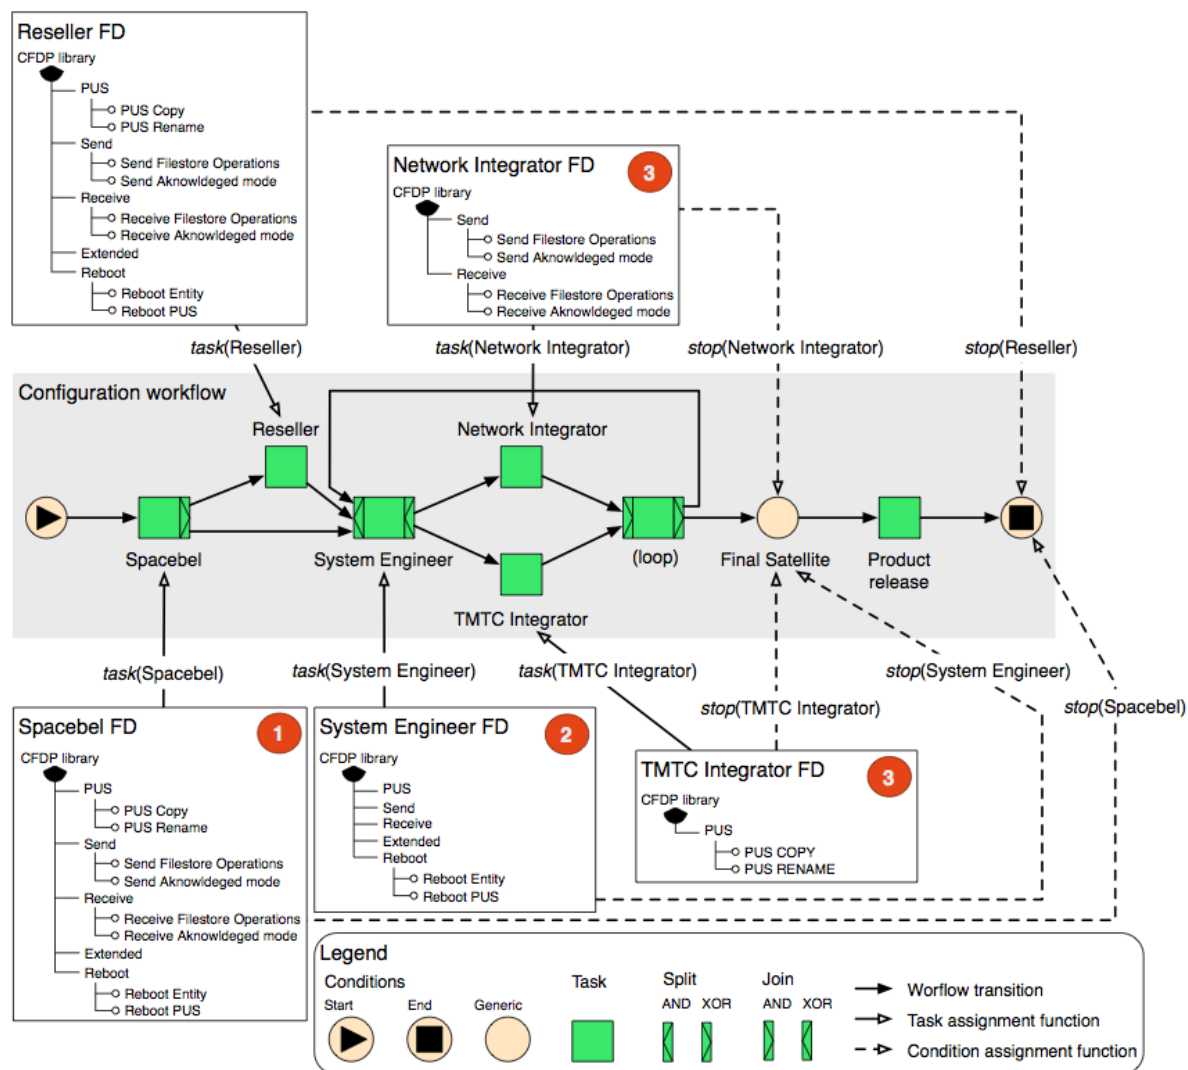 Reseller FD
CFDP library
PUS
PUS Copy
PUS Rename
Send
Send Filestore Operations
Send Aknowldeged mode
Receive
Receive Filestore Operations
Receive Aknowldeged mode
Extended
Reboot
Reboot Entity
Reboot PUS
Network Integrator FD
3
CFDP library
Send
Send Filestore Operations
Send Aknowldeged mode
Receive
Receive Filestore Operations
Receive Aknowldeged mode
task(Reseller)
task(Network Integrator)
stop(Network Integrator)
stop(Reseller)
Configuration workflow
Reseller
Network Integrator
Spacebel
System Engineer
(loop)
Final Satellite
Product
release
TMTC Integrator
task(Spacebel)
task(System Engineer)
task(TMTC Integrator)
stop(System Engineer)
stop(TMTC Integrator)
stop(Spacebel)
Spacebel FD
1
CFDP library
PUS
PUS Copy
PUS Rename
Send
Send Filestore Operations
Send Aknowldeged mode
Receive
Receive Filestore Operations
Receive Aknowldeged mode
Extended
Reboot
Reboot Entity
Reboot PUS
System Engineer FD
2
CFDP library
PUS
Send
Receive
Extended
Reboot
Reboot Entity
Reboot PUS
TMTC Integrator FD
3
CFDP library
PUS
PUS COPY
PUS RENAME
Legend
Conditions
Start
End
Generic
Task
Split
AND XOR
Join
AND XOR
Worflow transition
Task assignment function
Condition assignment function